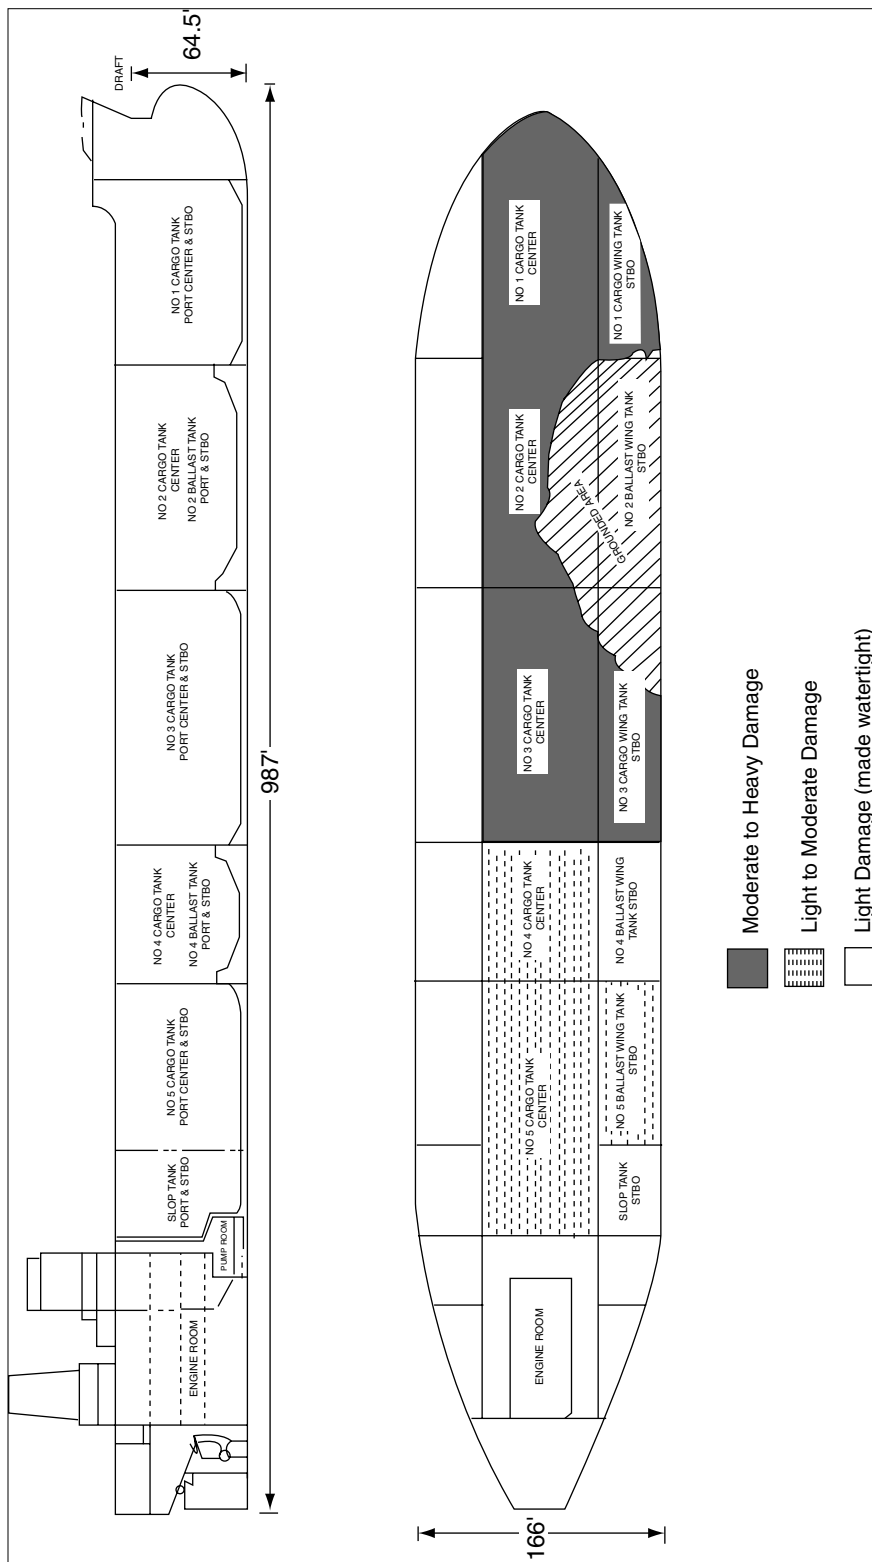 64.5'
DRAFT
NO 1 CARGO TANK
PORT CENTER & STBO
NO 2 CARGO TANK
CENTER
NO 2 BALLAST TANK
PORT & STBO
NO 3 CARGO TANK
PORT CENTER & STBO
NO 4 CARGO TANK
CENTER
NO 4 BALLAST TANK
PORT & STBO
NO 5 CARGO TANK
PORT CENTER & STBO
SLOP TANK
PORT & STBO
PUMP ROOM
ENGINE ROOM
987'
NO 1 CARGO TANK
CENTER
NO 1 CARGO WING TANK
STBO
NO 2 CARGO TANK
CENTER
GROUNDED AREA
NO 2 BALLAST WING TANK
STBO
NO 3 CARGO TANK
CENTER
NO 3 CARGO WING TANK
STBO
NO 4 CARGO TANK
CENTER
NO 4 BALLAST WING
TANK STBO
NO 5 CARGO TANK
CENTER
NO 5 BALLAST WING TANK
STBO
SLOP TANK
STBO
ENGINE ROOM
166'
Moderate to Heavy Damage
Light to Moderate Damage
Light Damage (made watertight)